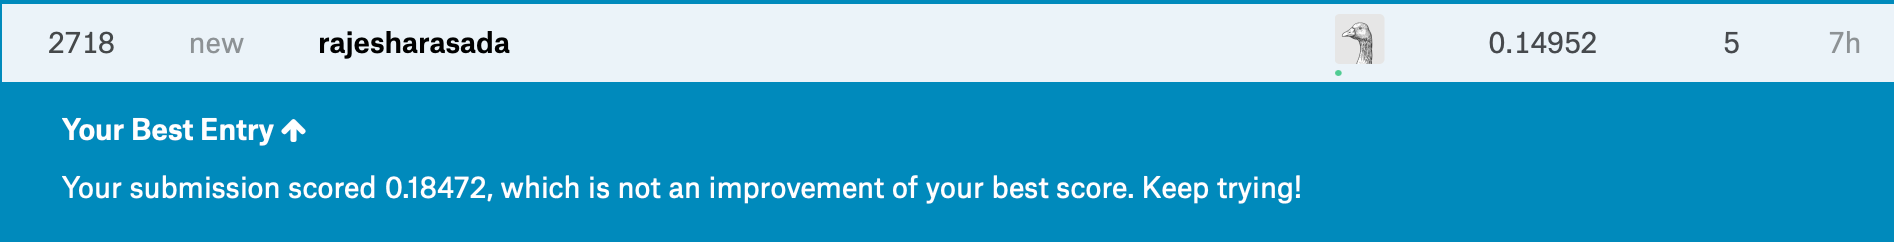 2718 new rajesharasada 0.14952 5 7h
Your Best Entry
Your submission scored 0.18472, which is not an improvement of your best score. Keep trying!